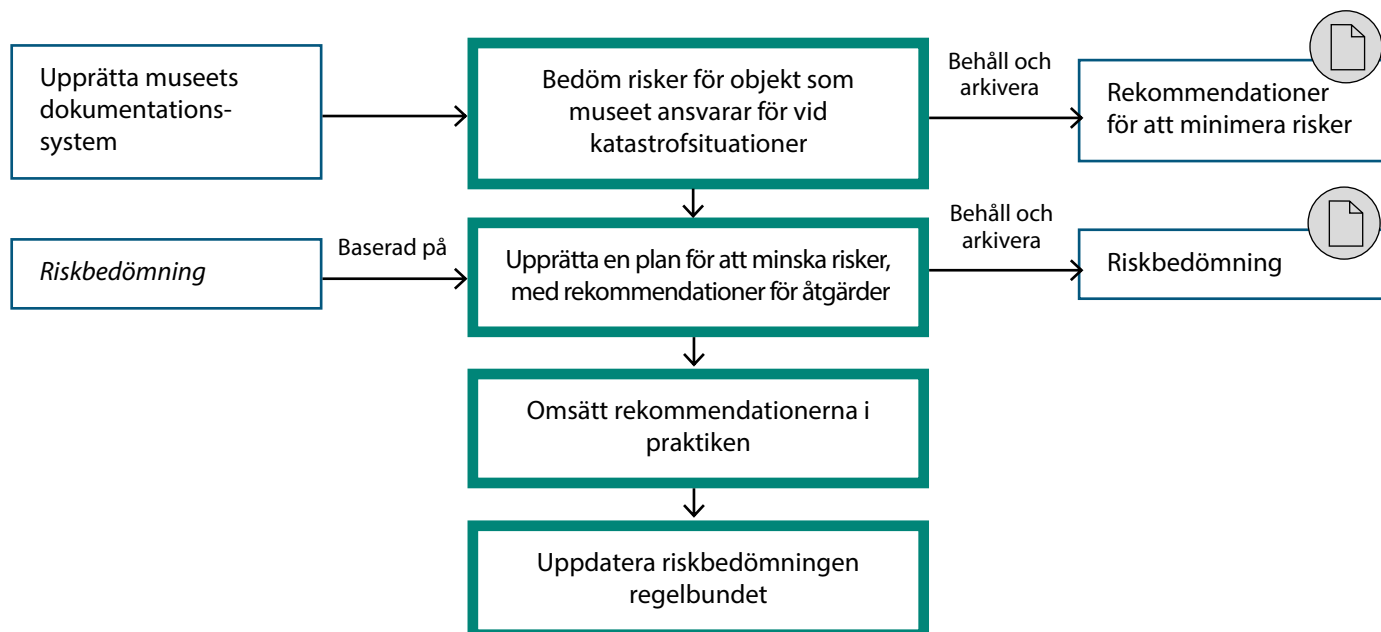 Upprätta museets
dokumentations-
system
Bedöm risker för objekt som
museet ansvarar för vid
katastrofsituationer
Behåll och
arkivera
Rekommendationer
för att minimera risker
Riskbedömning
Baserad på
Upprätta en plan för att minska risker,
med rekommendationer för åtgärder
Behåll och
arkivera
Riskbedömning
Omsätt rekommendationerna i
praktiken
Uppdatera riskbedömningen
regelbundet